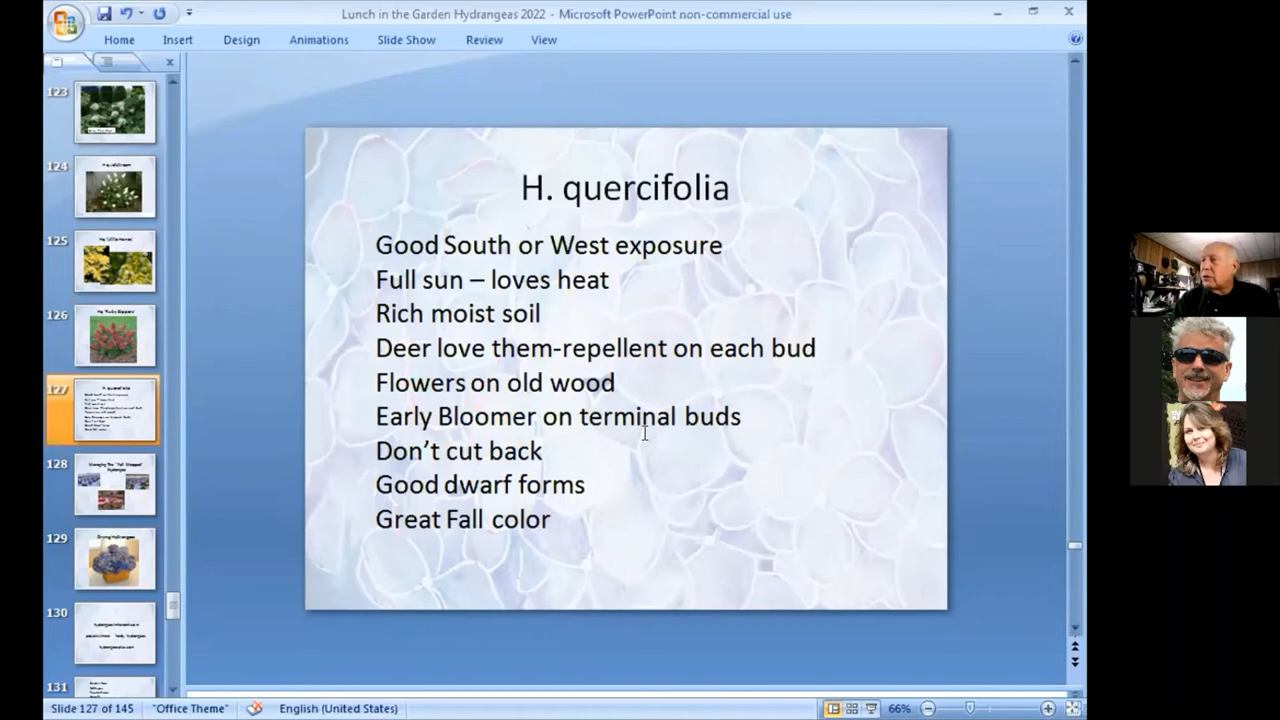 Lunch in the Garden Hydrangeas 2022 - Microsoft PowerPoint non-commercial use
Home Insert Design Animations Slide Show Review View
123
124
125
126
127
128
129
130
131
H. quercifolia
Good South or West exposure
Full sun – loves heat
Rich moist soil
Deer love them-repellent on each bud
Flowers on old wood
Early Bloomer on terminal buds
Don’t cut back
Good dwarf forms
Great Fall color
H. quercifolia
Drying Hydrangeas
Slide 127 of 145 "Office Theme" English (United States) 66%